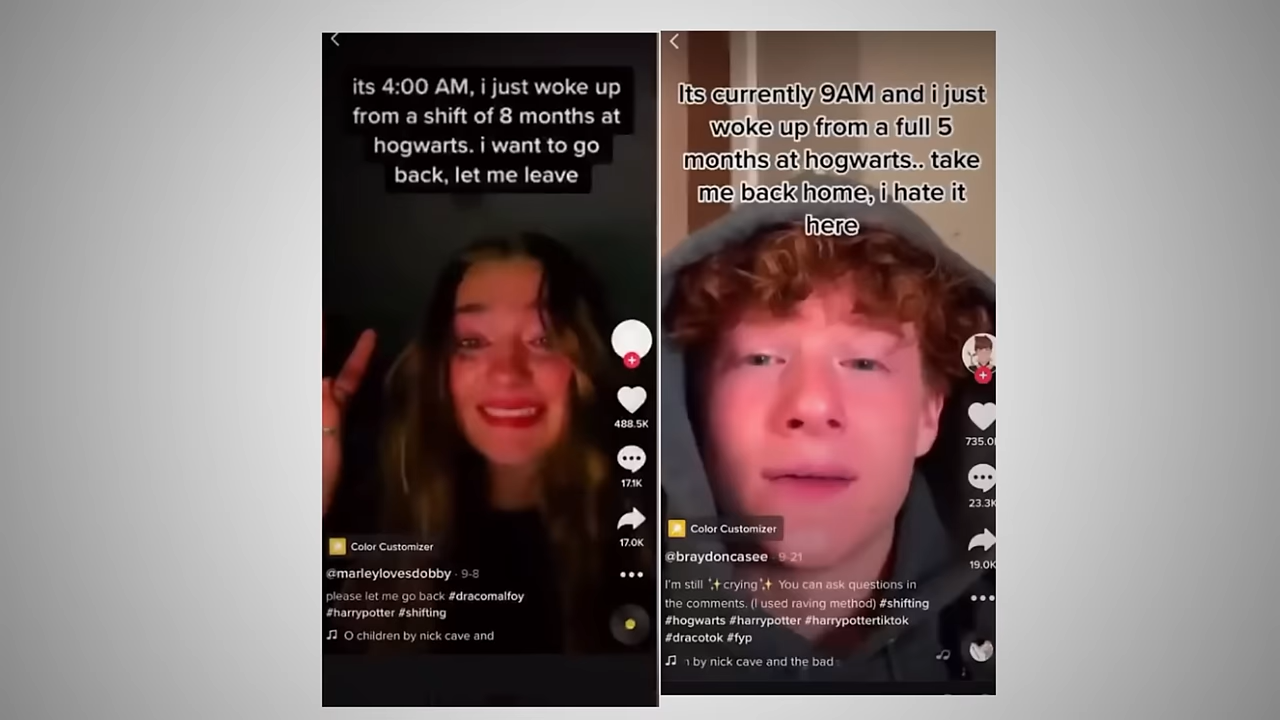 its 4:00 AM, i just woke up
from a shift of 8 months at
hogwarts. i want to go
back, let me leave
488.5K
17.1K
17.0K
Color Customizer
@marleylovesdobby · 9-8
please let me go back #dracomalfoy
#harrypotter #shifting
O children by nick cave and
Its currently 9AM and i just
woke up from a full 5
months at hogwarts.. take
me back home, i hate it
here
735.0
23.3K
19.0K
Color Customizer
@braydoncasee · 9-21
I'm still ✨crying✨ You can ask questions in
the comments. (I used raving method) #shifting
#hogwarts #harrypotter #harrypottertiktok
#dracotok #fyp
by nick cave and the bad